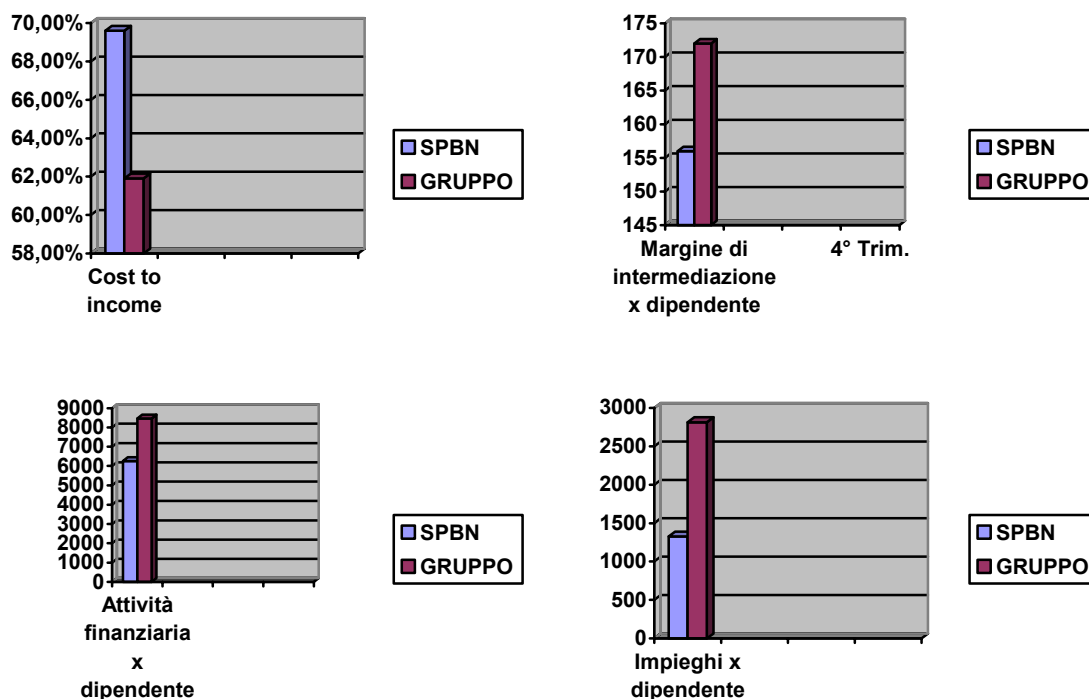 70,00%
68,00%
66,00%
64,00%
62,00%
60,00%
58,00%
Cost to
income
SPBN
GRUPPO
175
170
165
160
155
150
145
Margine di
intermediazione
x dipendente
4° Trim.
SPBN
GRUPPO
9000
8000
7000
6000
5000
4000
3000
2000
1000
0
Attività
finanziaria
x
dipendente
SPBN
GRUPPO
3000
2500
2000
1500
1000
500
0
Impieghi x
dipendente
SPBN
GRUPPO